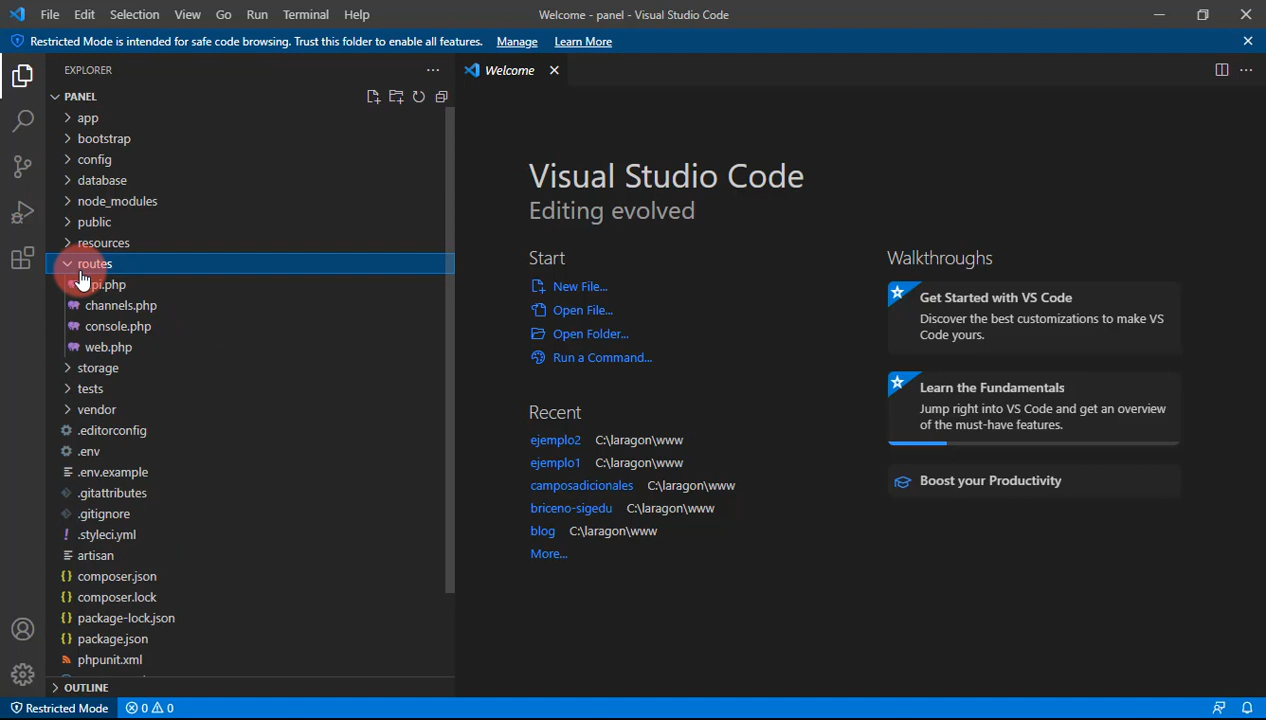 File Edit Selection View Go Run Terminal Help Welcome - panel - Visual Studio Code
Restricted Mode is intended for safe code browsing. Trust this folder to enable all features. Manage Learn More
EXPLORER
Welcome
PANEL
app
bootstrap
config
database
node_modules
public
resources
routes
pi.php
channels.php
console.php
web.php
storage
tests
vendor
.editorconfig
.env
.env.example
.gitattributes
.gitignore
.styleci.yml
artisan
composer.json
composer.lock
package-lock.json
package.json
phpunit.xml
OUTLINE
Visual Studio Code
Editing evolved
Start
New File...
Open File...
Open Folder...
Run a Command...
Recent
ejemplo2 C:\laragon\www
ejemplo1 C:\laragon\www
camposadicionales C:\laragon\www
briceno-sigedu C:\laragon\www
blog C:\laragon\www
More...
Walkthroughs
Get Started with VS Code
Discover the best customizations to make VS
Code yours.
Learn the Fundamentals
Jump right into VS Code and get an overview
of the must-have features.
Boost your Productivity
Restricted Mode 0 0